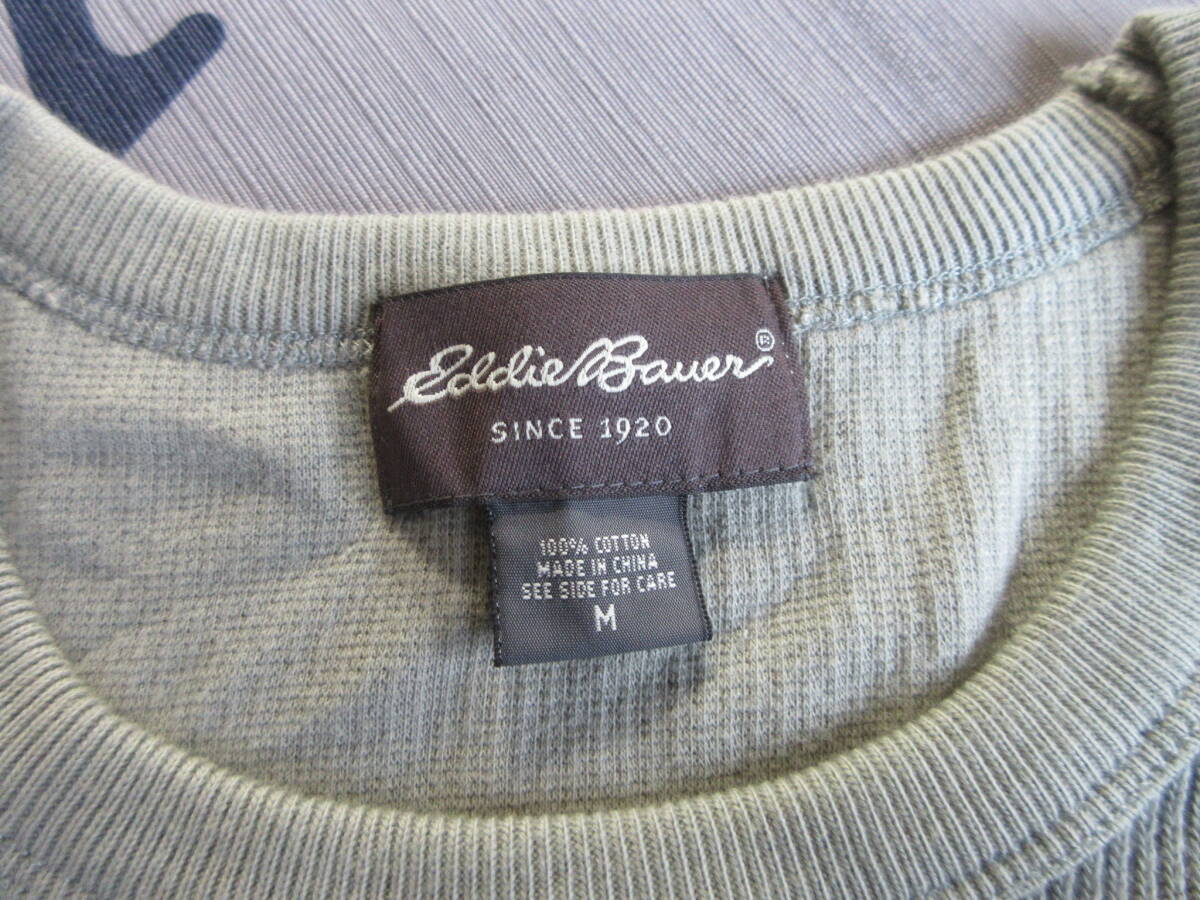 Eddie Bauer®
SINCE 1920
100% COTTON
MADE IN CHINA
SEE SIDE FOR CARE
M